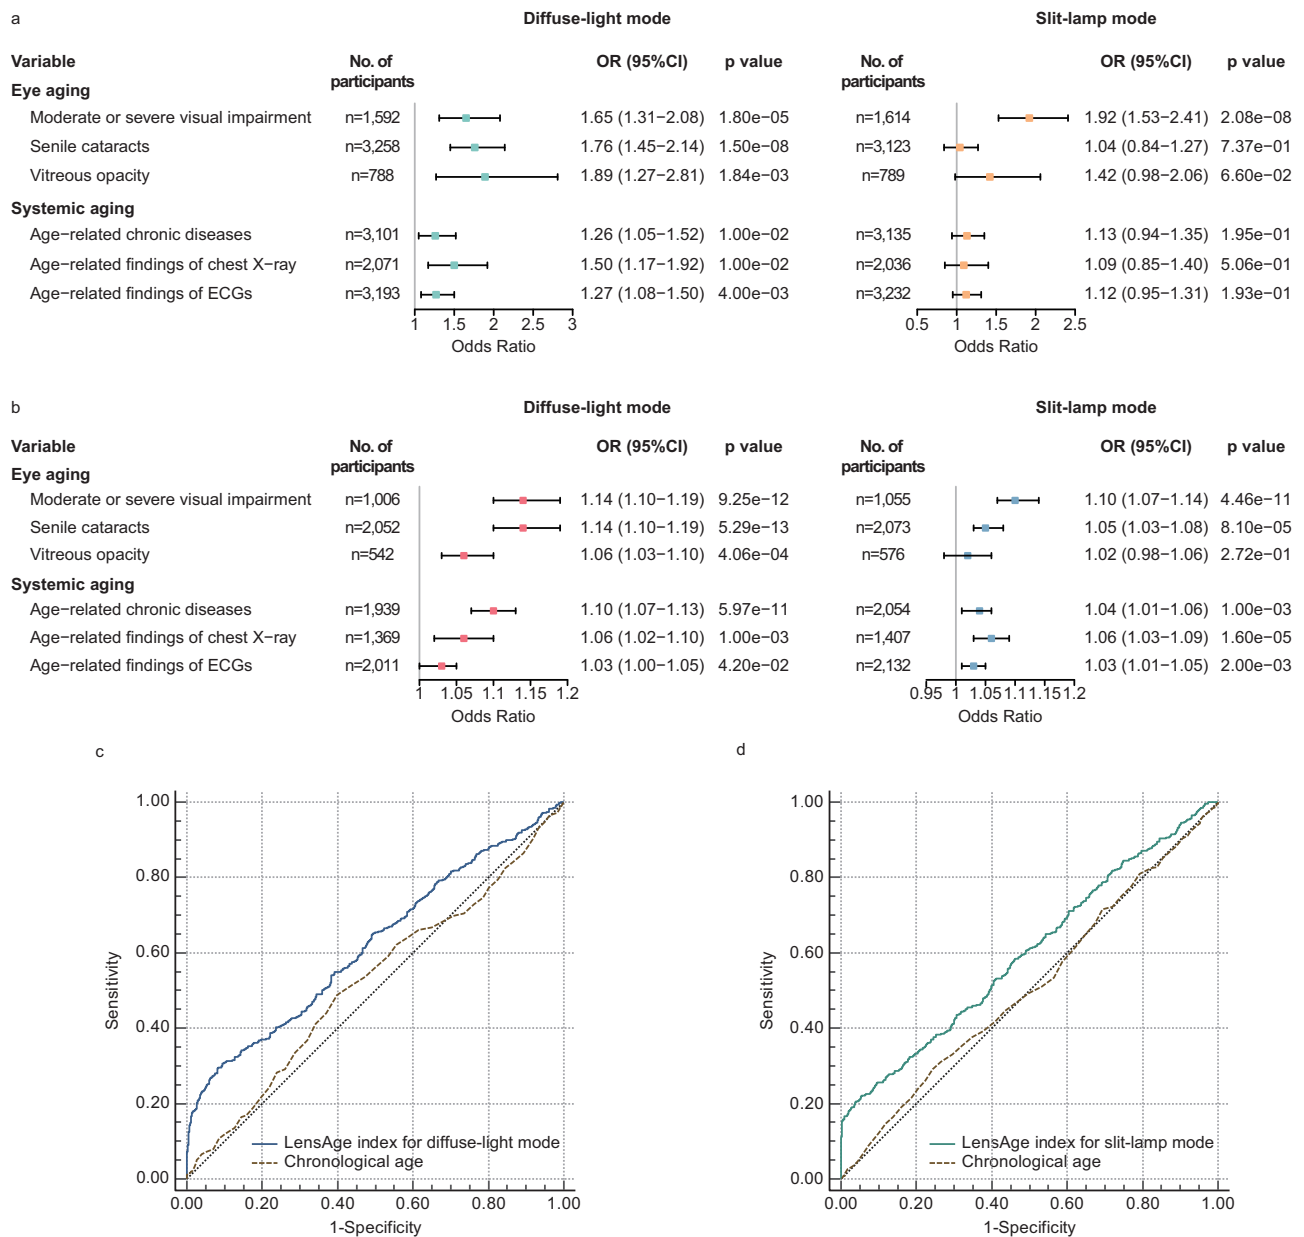 a
Diffuse-light mode Slit-lamp mode
Variable No. of participants OR (95%CI) p value No. of participants OR (95%CI) p value
Eye aging
Moderate or severe visual impairment n=1,592 1.65 (1.31−2.08) 1.80e−05 n=1,614 1.92 (1.53−2.41) 2.08e−08
Senile cataracts n=3,258 1.76 (1.45−2.14) 1.50e−08 n=3,123 1.04 (0.84−1.27) 7.37e−01
Vitreous opacity n=788 1.89 (1.27−2.81) 1.84e−03 n=789 1.42 (0.98−2.06) 6.60e−02
Systemic aging
Age−related chronic diseases n=3,101 1.26 (1.05−1.52) 1.00e−02 n=3,135 1.13 (0.94−1.35) 1.95e−01
Age−related findings of chest X−ray n=2,071 1.50 (1.17−1.92) 1.00e−02 n=2,036 1.09 (0.85−1.40) 5.06e−01
Age−related findings of ECGs n=3,193 1.27 (1.08−1.50) 4.00e−03 n=3,232 1.12 (0.95−1.31) 1.93e−01
1 1.5 2 2.5 3 0.5 1 1.5 2 2.5
Odds Ratio Odds Ratio
b
Diffuse-light mode Slit-lamp mode
Variable No. of participants OR (95%CI) p value No. of participants OR (95%CI) p value
Eye aging
Moderate or severe visual impairment n=1,006 1.14 (1.10−1.19) 9.25e−12 n=1,055 1.10 (1.07−1.14) 4.46e−11
Senile cataracts n=2,052 1.14 (1.10−1.19) 5.29e−13 n=2,073 1.05 (1.03−1.08) 8.10e−05
Vitreous opacity n=542 1.06 (1.03−1.10) 4.06e−04 n=576 1.02 (0.98−1.06) 2.72e−01
Systemic aging
Age−related chronic diseases n=1,939 1.10 (1.07−1.13) 5.97e−11 n=2,054 1.04 (1.01−1.06) 1.00e−03
Age−related findings of chest X−ray n=1,369 1.06 (1.02−1.10) 1.00e−03 n=1,407 1.06 (1.03−1.09) 1.60e−05
Age−related findings of ECGs n=2,011 1.03 (1.00−1.05) 4.20e−02 n=2,132 1.03 (1.01−1.05) 2.00e−03
1 1.05 1.1 1.15 1.2 0.95 1 1.05 1.1 1.15 1.2
Odds Ratio Odds Ratio
c
1.00
0.80
0.60
0.40
0.20
0.00
Sensitivity
LensAge index for diffuse-light mode
Chronological age
0.00 0.20 0.40 0.60 0.80 1.00
1-Specificity
d
1.00
0.80
0.60
0.40
0.20
0.00
Sensitivity
LensAge index for slit-lamp mode
Chronological age
0.00 0.20 0.40 0.60 0.80 1.00
1-Specificity